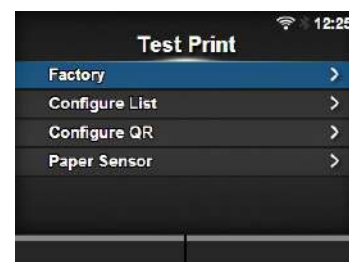 12:25
Test Print
Factory
Configure List
Configure QR
Paper Sensor